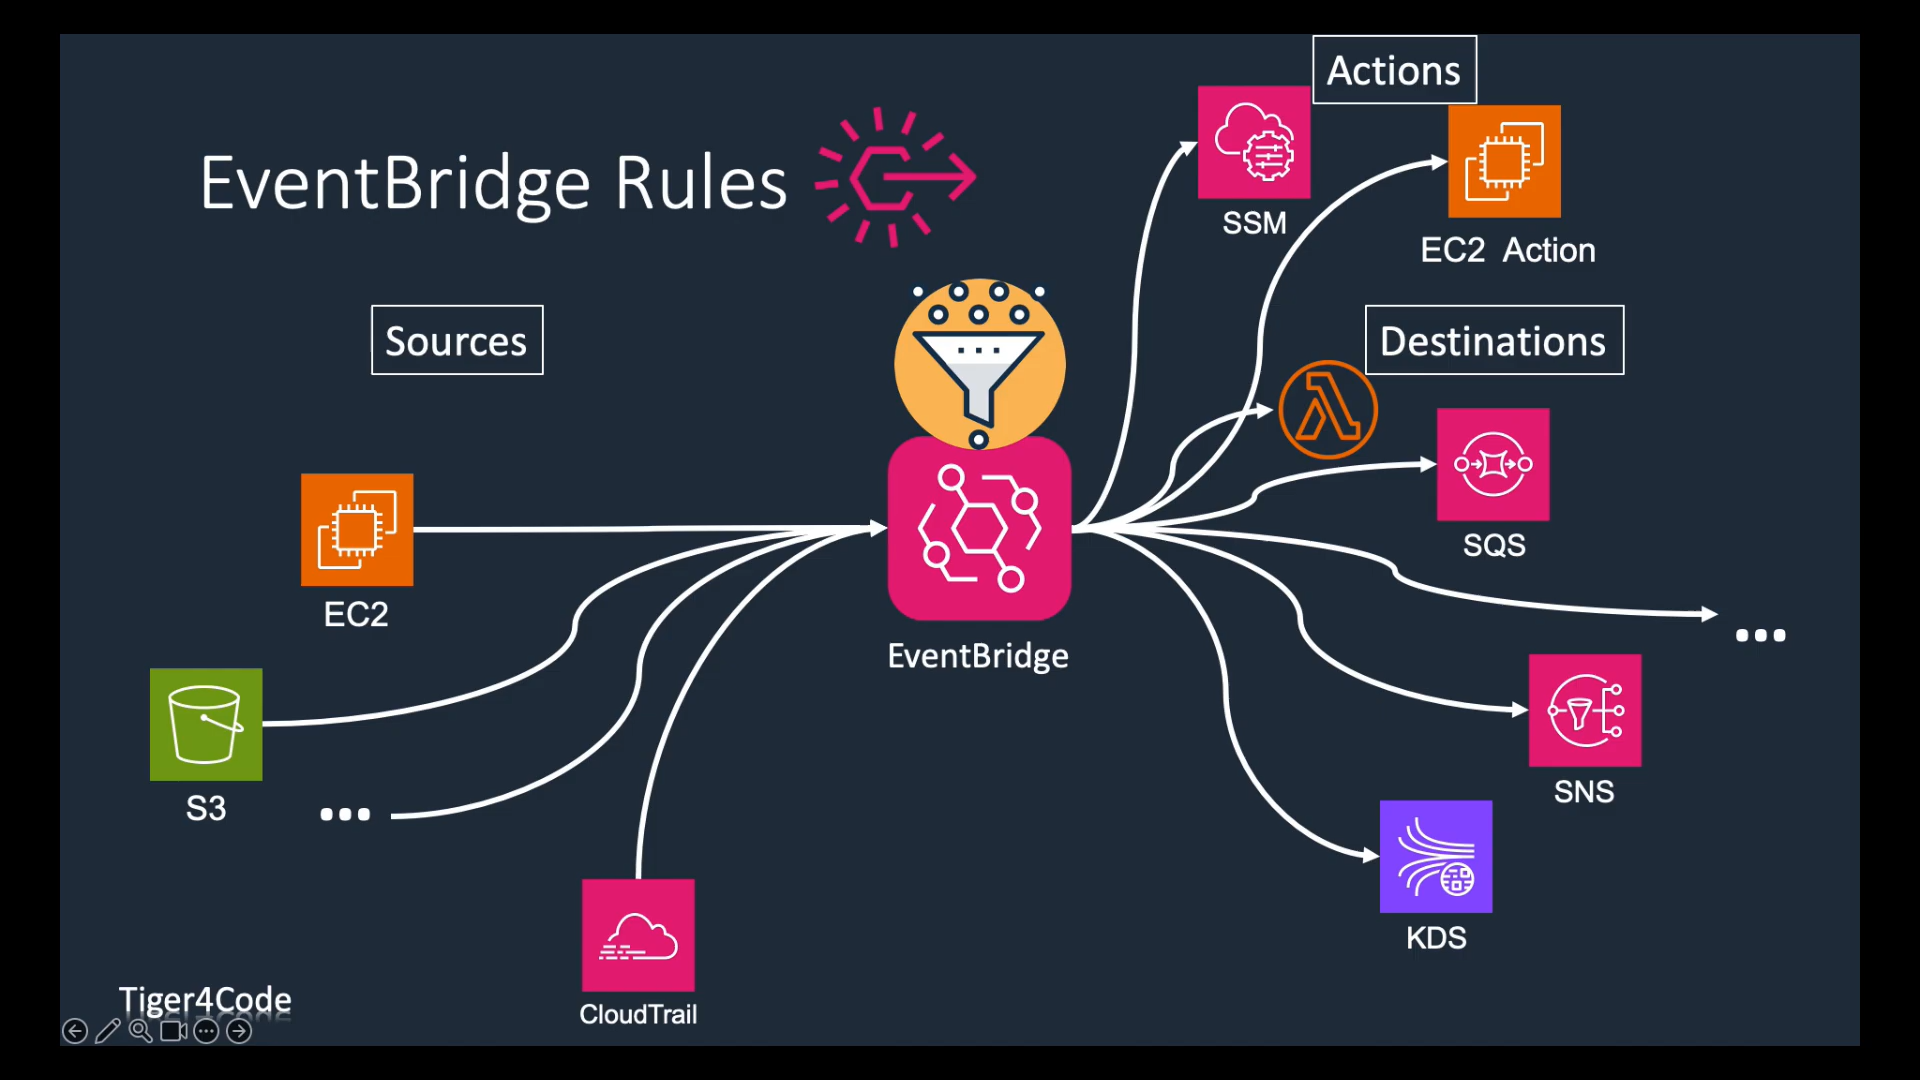 Actions
EventBridge Rules
SSM
EC2 Action
Sources
Destinations
SQS
EC2
EventBridge
...
SNS
S3
...
KDS
Tiger4Code
CloudTrail